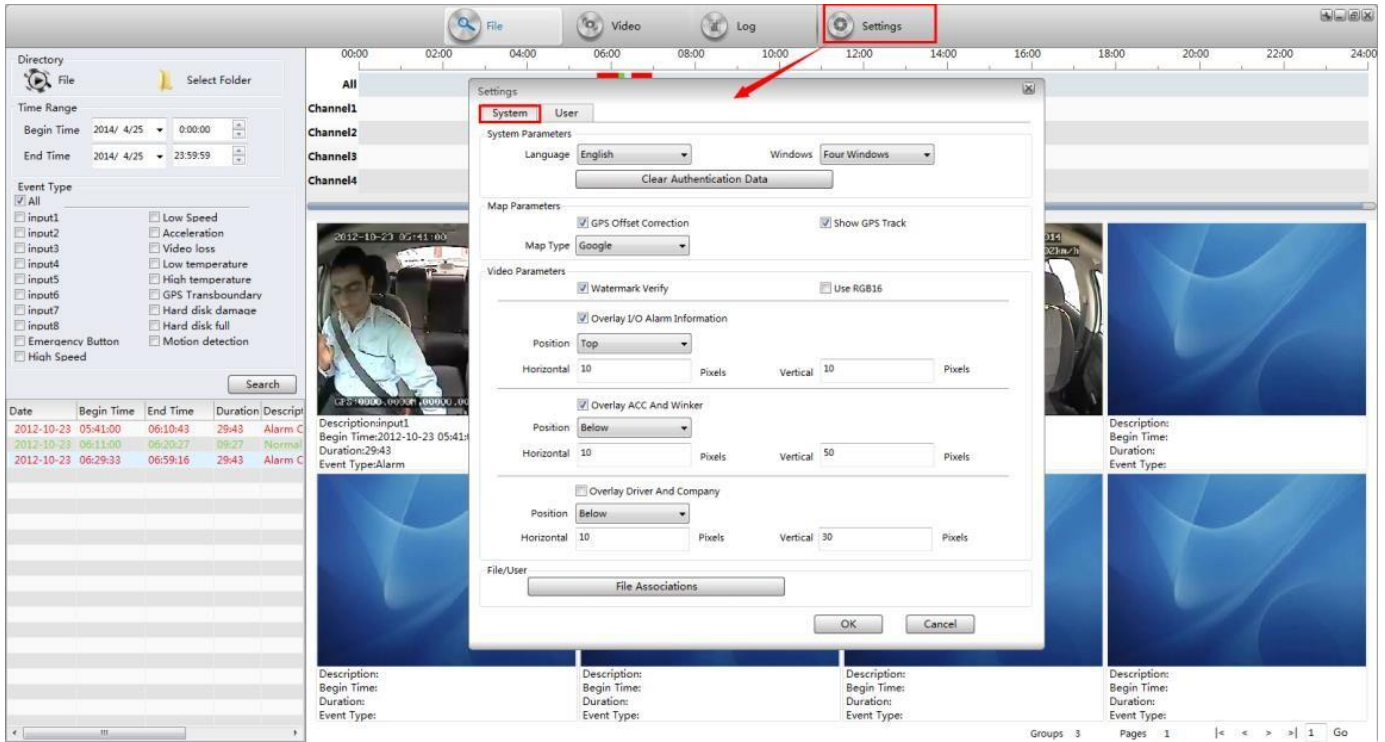 File Video Log Settings
Directory
File Select Folder
Time Range
Begin Time 2014/ 4/25 0:00:00
End Time 2014/ 4/25 23:59:59
Event Type
All
input1 Low Speed
input2 Acceleration
input3 Video loss
input4 Low temperature
input5 High temperature
input6 GPS Transboundary
input7 Hard disk damage
input8 Hard disk full
Emergency Button Motion detection
High Speed
Search
Date Begin Time End Time Duration Descript
2012-10-23 05:41:00 06:10:43 29:43 Alarm C
2012-10-23 06:11:00 06:20:27 09:27 Normal
2012-10-23 06:29:33 06:59:16 29:43 Alarm C
00:00 02:00 04:00 06:00 08:00 10:00 12:00 14:00 16:00 18:00 20:00 22:00 24:00
All
Channel1
Channel2
Channel3
Channel4
2012-10-23 05:41:00
Description:input1
Begin Time:2012-10-23 05:41:
Duration:29:43
Event Type:Alarm
Description:
Begin Time:
Duration:
Event Type:
Settings
System User
System Parameters
Language English Windows Four Windows
Clear Authentication Data
Map Parameters
GPS Offset Correction Show GPS Track
Map Type Google
Video Parameters
Watermark Verify Use RGB16
Overlay I/O Alarm Information
Position Top
Horizontal 10 Pixels Vertical 10 Pixels
Overlay ACC And Winker
Position Below
Horizontal 10 Pixels Vertical 50 Pixels
Overlay Driver And Company
Position Below
Horizontal 10 Pixels Vertical 30 Pixels
File/User
File Associations
OK Cancel
Description: Description: Description: Description:
Begin Time: Begin Time: Begin Time: Begin Time:
Duration: Duration: Duration: Duration:
Event Type: Event Type: Event Type: Event Type:
Groups 3 Pages 1 |< < > >| 1 Go